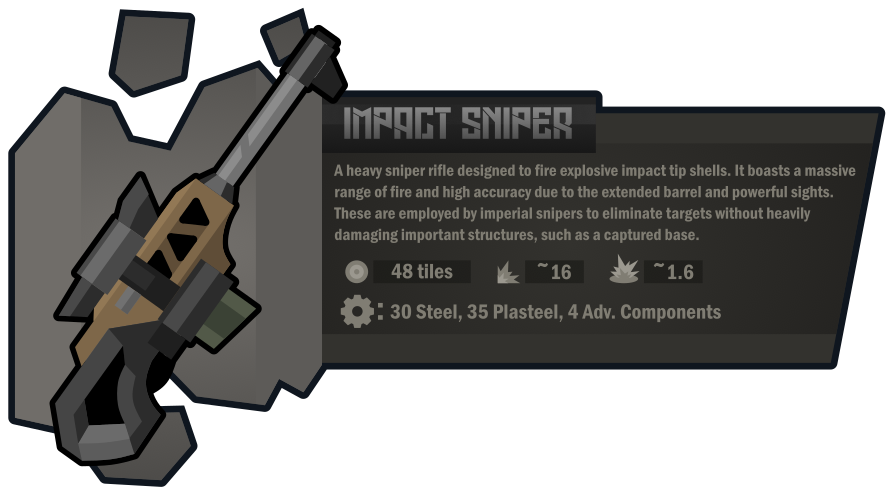 IMPACT SNIPER
A heavy sniper rifle designed to fire explosive impact tip shells. It boasts a massive
range of fire and high accuracy due to the extended barrel and powerful sights.
These are employed by imperial snipers to eliminate targets without heavily
damaging important structures, such as a captured base.
48 tiles ~16 ~1.6
: 30 Steel, 35 Plasteel, 4 Adv. Components